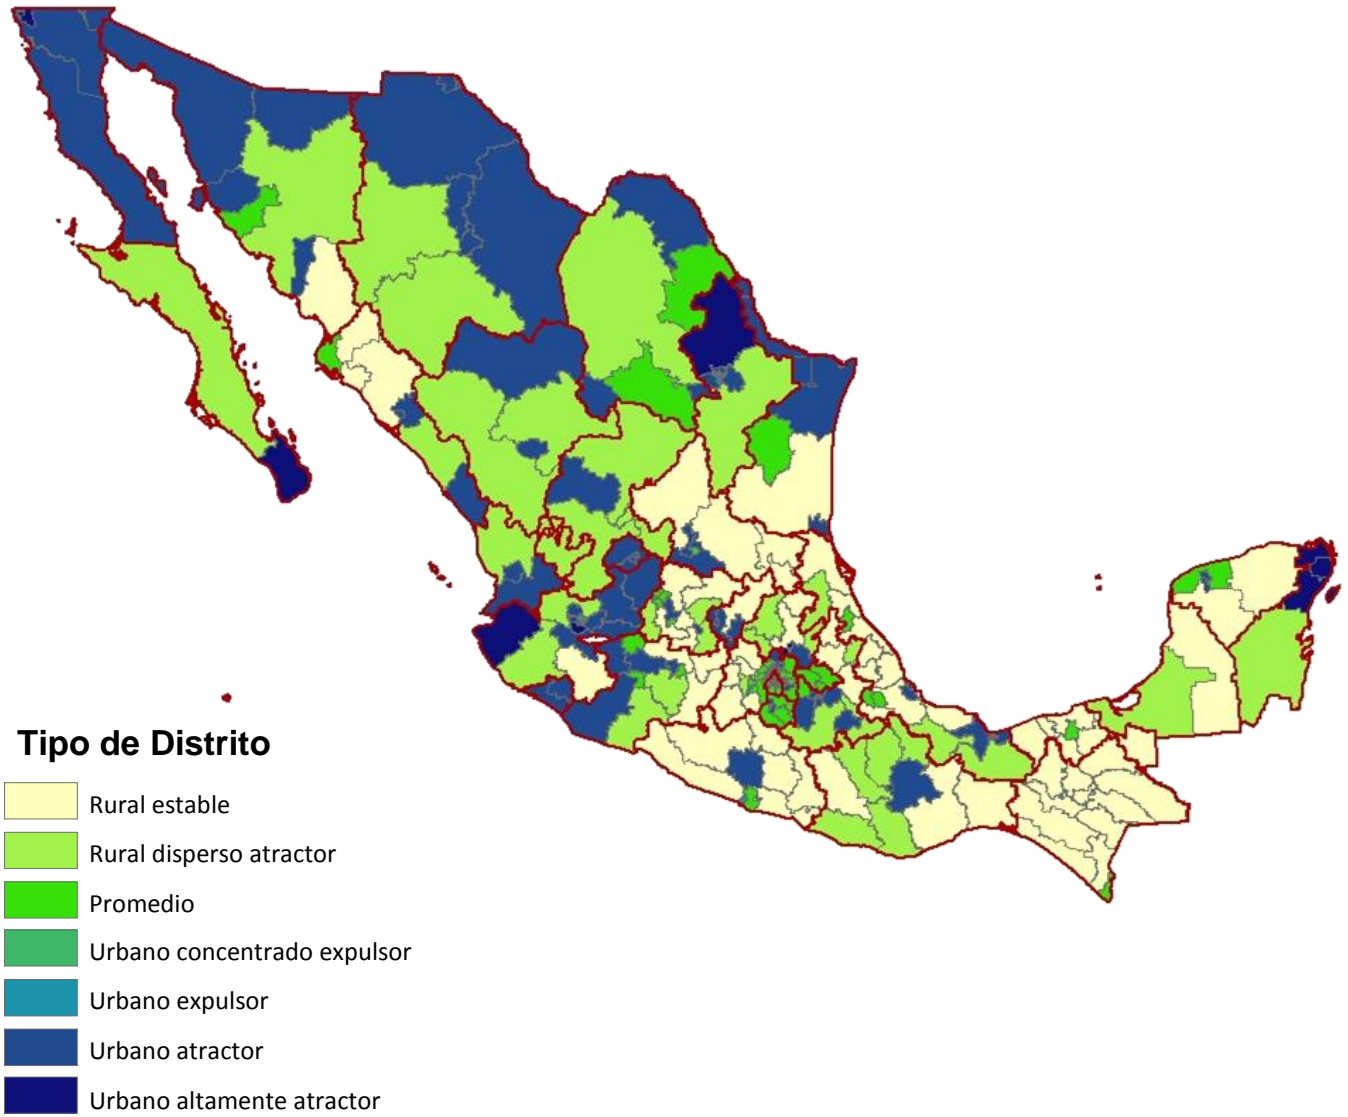 Tipo de Distrito
Rural estable
Rural disperso atractor
Promedio
Urbano concentrado expulsor
Urbano expulsor
Urbano atractor
Urbano altamente atractor